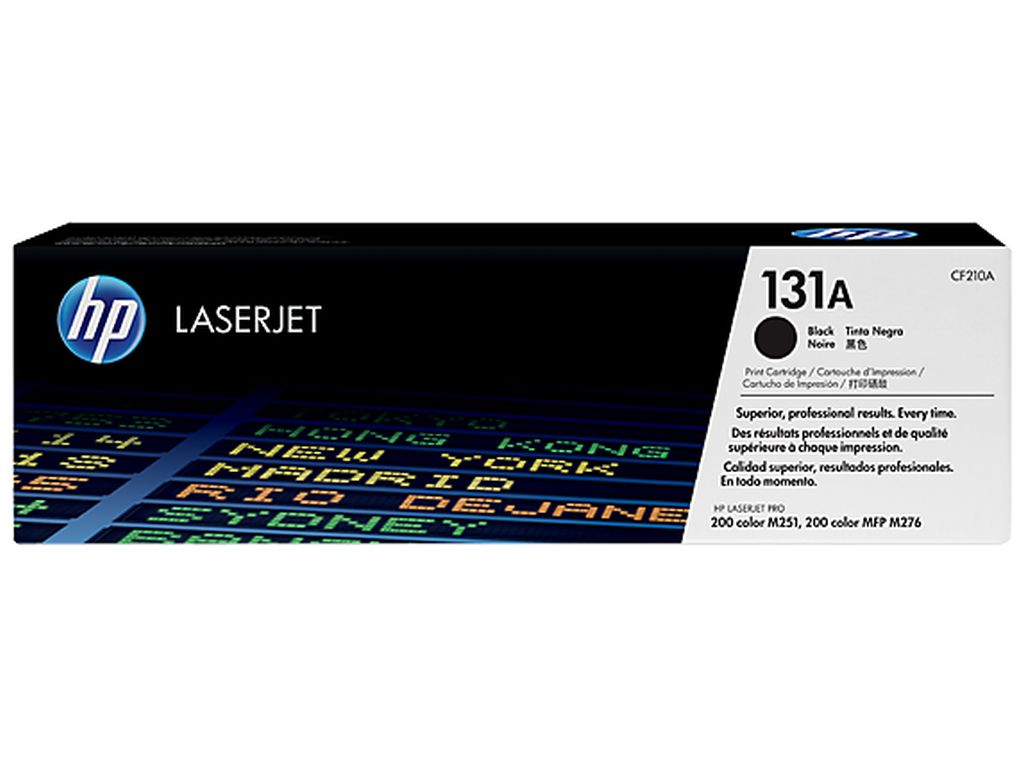 hp
hp
LASERJET
131A
CF210A
Black Tinta Negra
Noire 黑色
Print Cartridge / Cartouche d'Impression /
Cartucho de Impresión / 打印硒鼓
Superior, professional results. Every time.
Des résultats professionnels et de qualité
supérieure à chaque impression.
Calidad superior, resultados profesionales.
En todo momento.
HP LASERJET PRO
200 color M251, 200 color MFP M276
TOKYO
HONG KONG
14 NEW YORK
MADRID
RIO DEJANE
SYDNEY